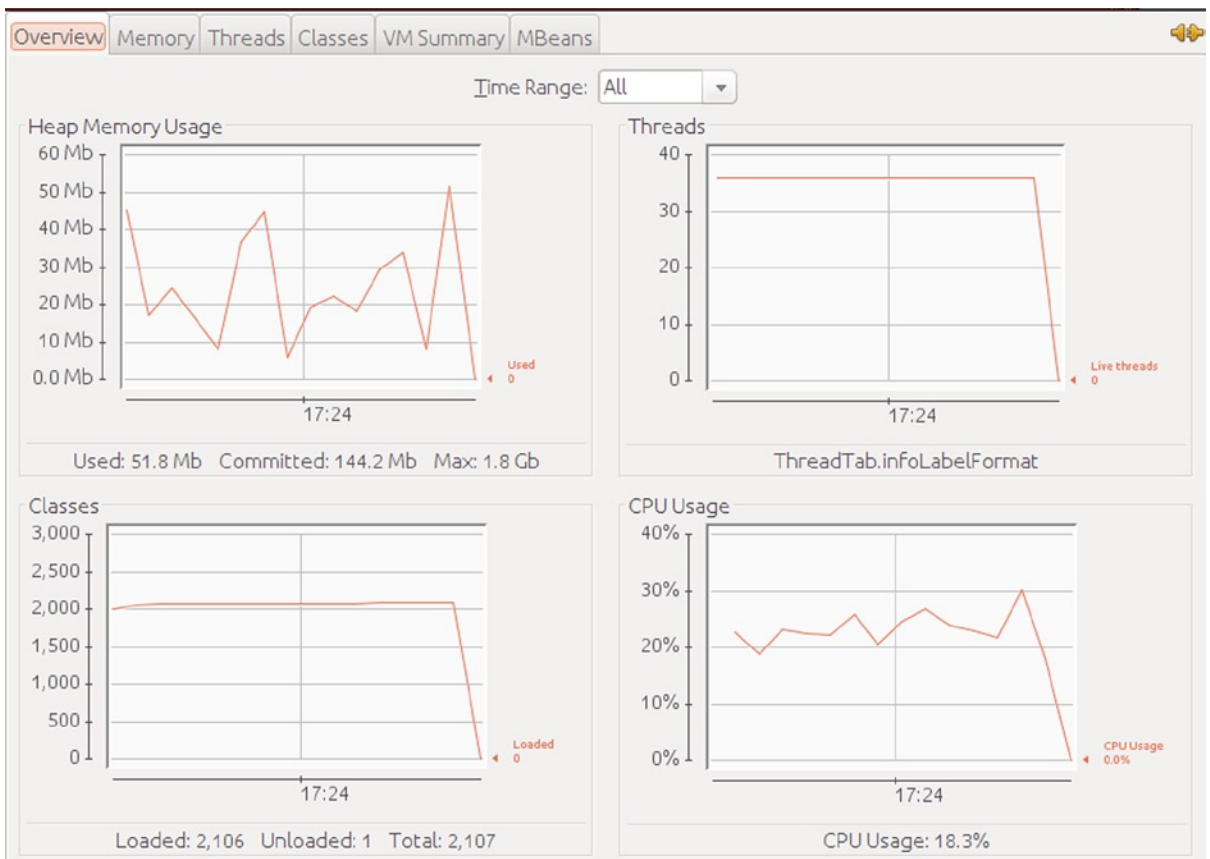 Overview Memory Threads Classes VM Summary MBeans
Time Range: All
Heap Memory Usage
60 Mb
50 Mb
40 Mb
30 Mb
20 Mb
10 Mb
0.0 Mb
Used
0
17:24
Used: 51.8 Mb Committed: 144.2 Mb Max: 1.8 Gb
Threads
40
30
20
10
0
Live threads
0
17:24
ThreadTab.infoLabelFormat
Classes
3,000
2,500
2,000
1,500
1,000
500
0
Loaded
0
17:24
Loaded: 2,106 Unloaded: 1 Total: 2,107
CPU Usage
40%
30%
20%
10%
0%
CPU Usage
0.0%
17:24
CPU Usage: 18.3%